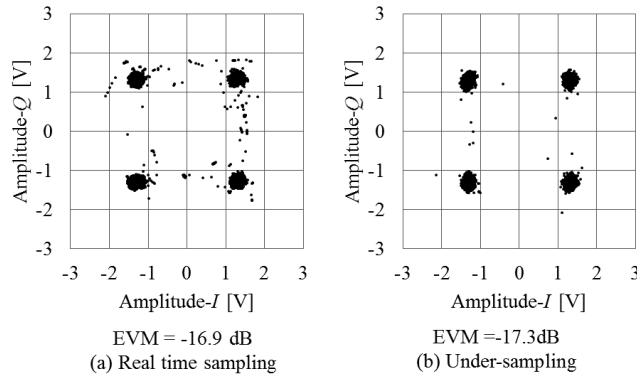 Amplitude-Q [V]
3
2
1
0
-1
-2
-3
-3 -2 -1 0 1 2 3
Amplitude-I [V]
EVM = -16.9 dB
(a) Real time sampling
Amplitude-Q [V]
3
2
1
0
-1
-2
-3
-3 -2 -1 0 1 2 3
Amplitude-I [V]
EVM =-17.3dB
(b) Under-sampling